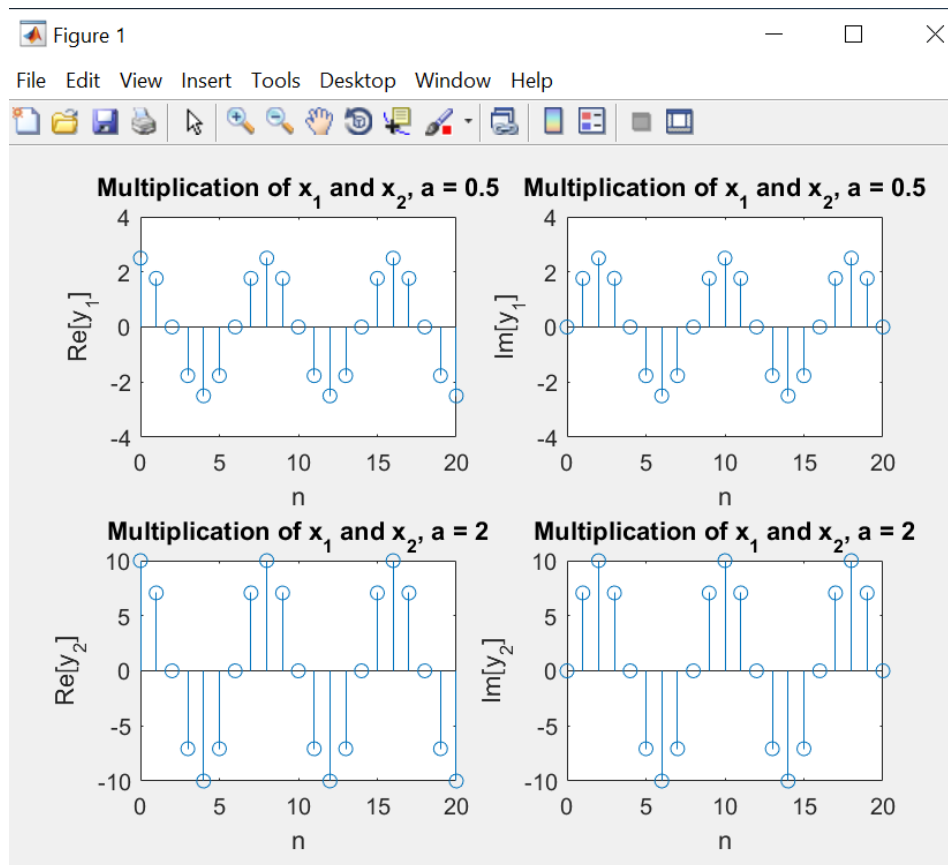 Figure 1
File Edit View Insert Tools Desktop Window Help
Multiplication of x₁ and x₂, a = 0.5
4
2
0
-2
-4
Re[y₁]
0 5 10 15 20
n
Multiplication of x₁ and x₂, a = 0.5
4
2
0
-2
-4
Im[y₁]
0 5 10 15 20
n
Multiplication of x₁ and x₂, a = 2
10
5
0
-5
-10
Re[y₂]
0 5 10 15 20
n
Multiplication of x₁ and x₂, a = 2
10
5
0
-5
-10
Im[y₂]
0 5 10 15 20
n